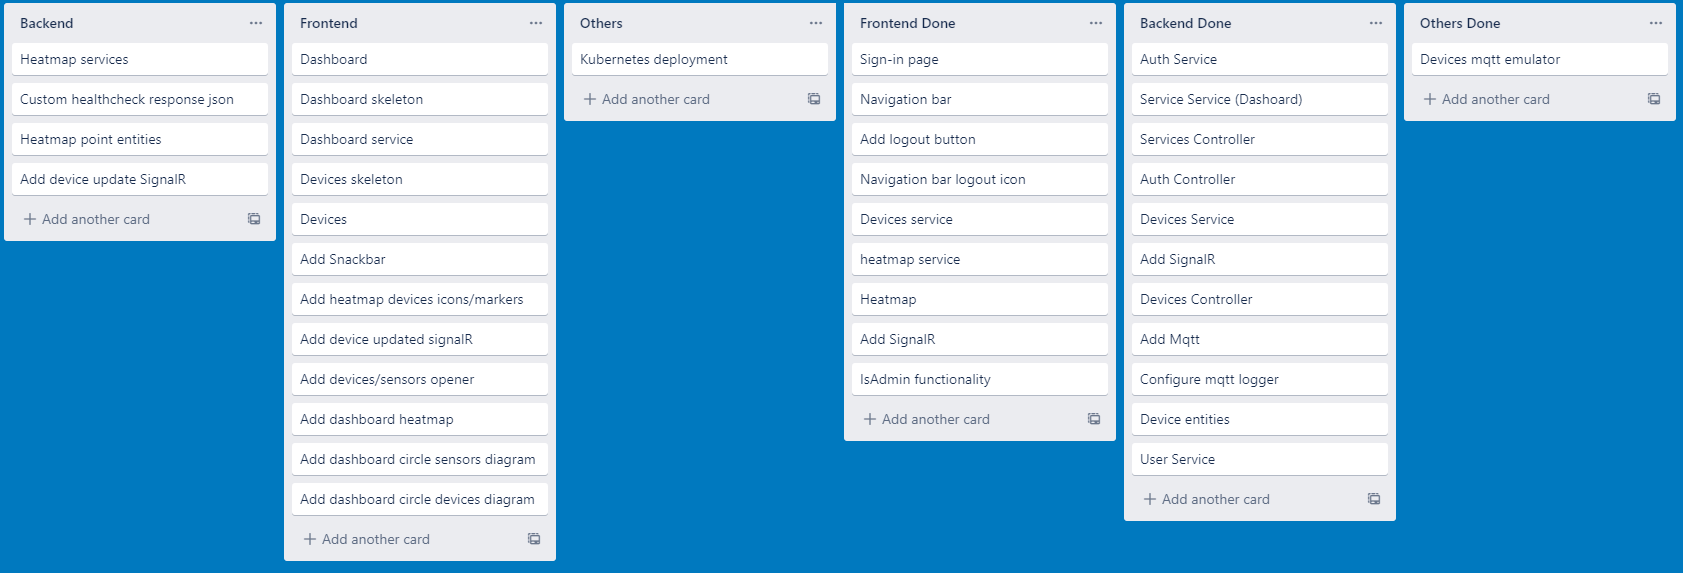 Backend
Heatmap services
Custom healthcheck response json
Heatmap point entities
Add device update SignalR
Add another card
Frontend
Dashboard
Dashboard skeleton
Dashboard service
Devices skeleton
Devices
Add Snackbar
Add heatmap devices icons/markers
Add device updated signalR
Add devices/sensors opener
Add dashboard heatmap
Add dashboard circle sensors diagram
Add dashboard circle devices diagram
Add another card
Others
Kubernetes deployment
Add another card
Frontend Done
Sign-in page
Navigation bar
Add logout button
Navigation bar logout icon
Devices service
heatmap service
Heatmap
Add SignalR
IsAdmin functionality
Add another card
Backend Done
Auth Service
Service Service (Dashoard)
Services Controller
Auth Controller
Devices Service
Add SignalR
Devices Controller
Add Mqtt
Configure mqtt logger
Device entities
User Service
Add another card
Others Done
Devices mqtt emulator
Add another card